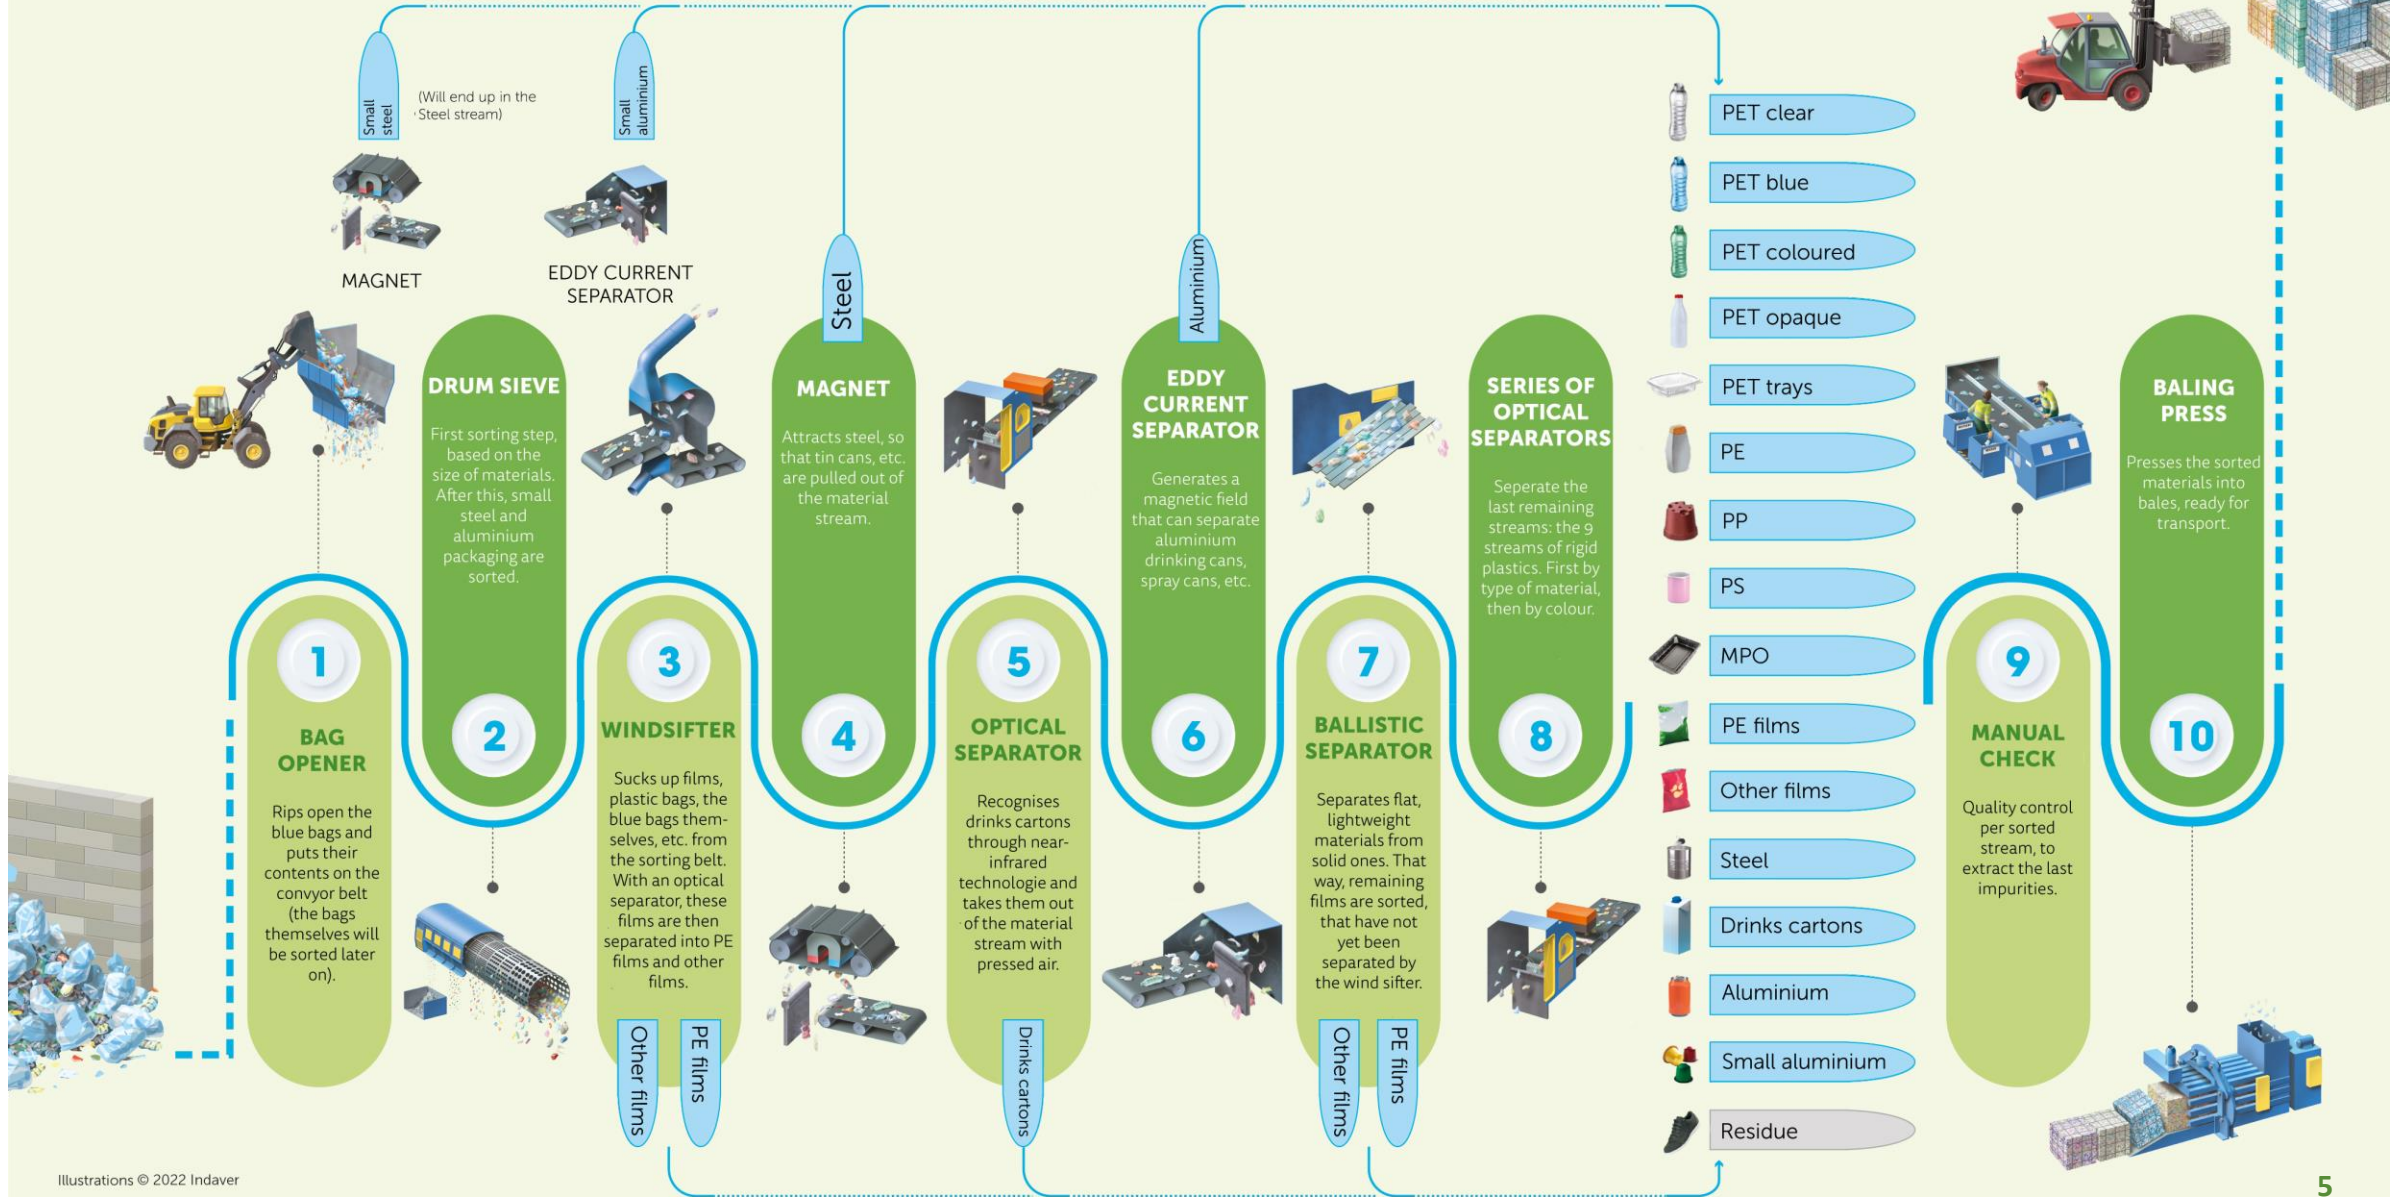 Small
steel
(Will end up in the
Steel stream)
MAGNET
Small
aluminium
EDDY CURRENT
SEPARATOR
1
BAG
OPENER
Rips open the
blue bags and
puts their
contents on the
convyor belt
(the bags
themselves will
be sorted later
on).
DRUM SIEVE
First sorting step,
based on the
size of materials.
After this, small
steel and
aluminium
packaging are
sorted.
2
3
WINDSIFTER
Sucks up films,
plastic bags, the
blue bags them-
selves, etc. from
the sorting belt.
With an optical
separator, these
films are then
separated into PE
films and other
films.
Other films
PE films
Steel
MAGNET
Attracts steel, so
that tin cans, etc.
are pulled out of
the material
stream.
4
5
OPTICAL
SEPARATOR
Recognises
drinks cartons
through near-
infrared
technologie and
takes them out
of the material
stream with
pressed air.
Drinks cartons
Aluminium
EDDY
CURRENT
SEPARATOR
Generates a
magnetic field
that can separate
aluminium
drinking cans,
spray cans, etc.
6
7
BALLISTIC
SEPARATOR
Separates flat,
lightweight
materials from
solid ones. That
way, remaining
films are sorted,
that have not
yet been
separated by
the wind sifter.
Other films
PE films
SERIES OF
OPTICAL
SEPARATORS
Seperate the
last remaining
streams: the 9
streams of rigid
plastics. First by
type of material,
then by colour.
8
PET clear
PET blue
PET coloured
PET opaque
PET trays
PE
PP
PS
MPO
PE films
Other films
Steel
Drinks cartons
Aluminium
Small aluminium
Residue
9
MANUAL
CHECK
Quality control
per sorted
stream, to
extract the last
impurities.
BALING
PRESS
Presses the sorted
materials into
bales, ready for
transport.
10
Illustrations © 2022 Indaver
5